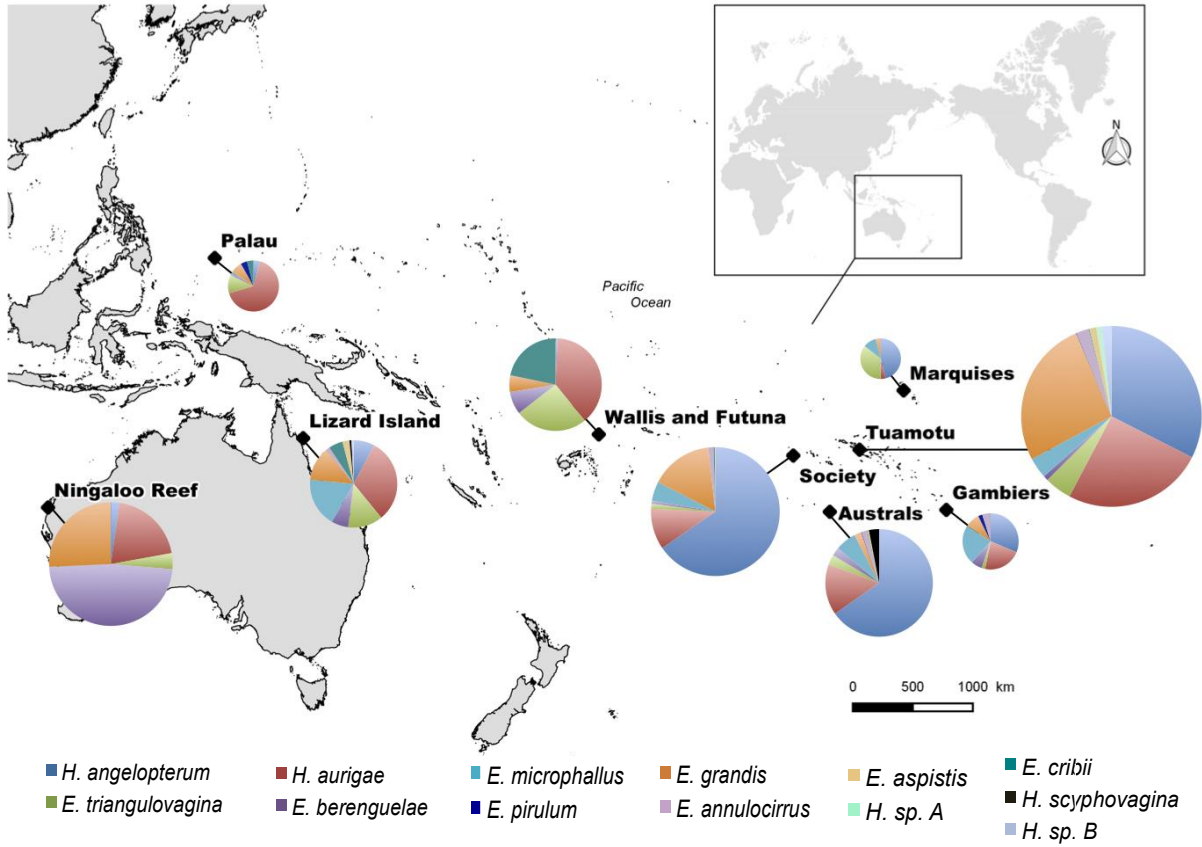 N
Palau
Pacific
Ocean
Marquises
Lizard Island
Wallis and Futuna
Tuamotu
Society
Gambiers
Ningaloo Reef
Australs
0 500 1000 km
H. angelopterum
H. aurigae
E. microphallus
E. grandis
E. aspistis
E. cribii
E. triangulovagina
E. berenguelae
E. pirulum
E. annulocirrus
H. sp. A
H. scyphovagina
H. sp. B